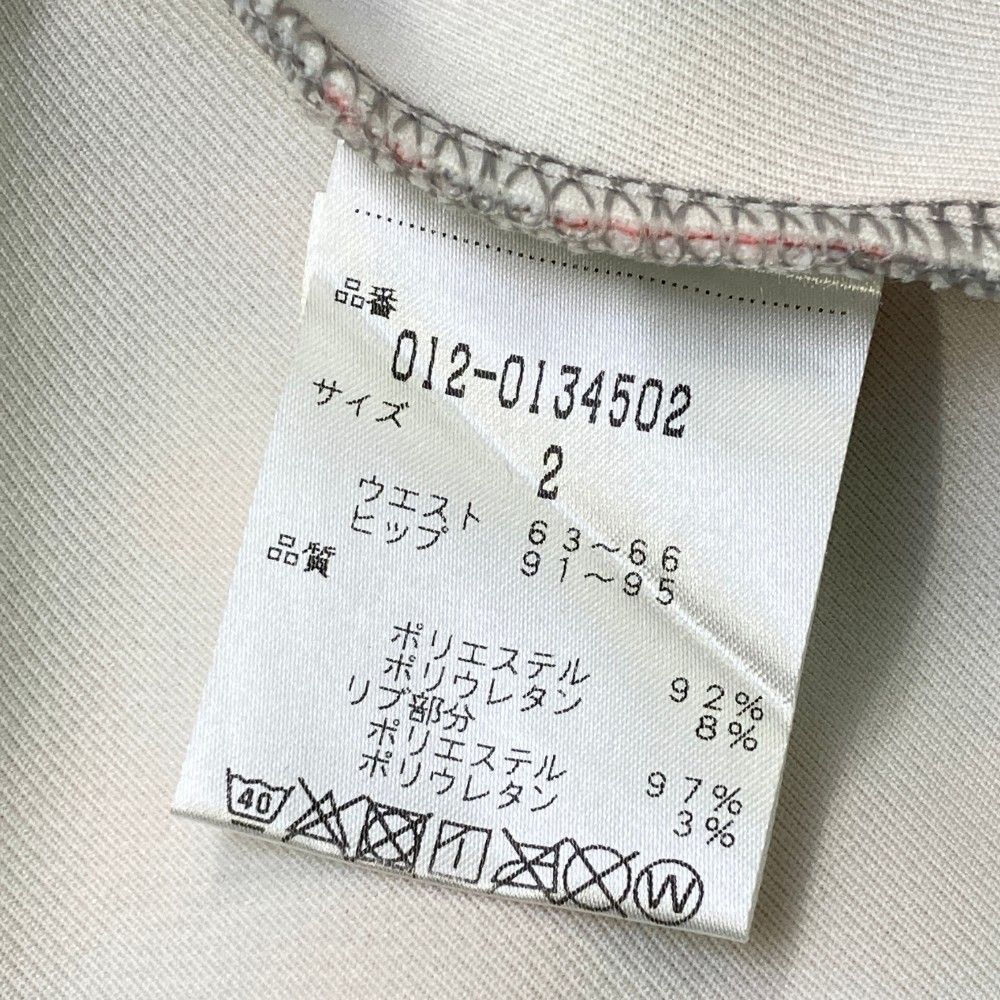 品番
012-0134502
サイズ
2
ウエスト 63～66
ヒップ 91～95
品質
ポリエステル 92%
ポリウレタン 8%
リブ部分
ポリエステル 97%
ポリウレタン 3%
40 W